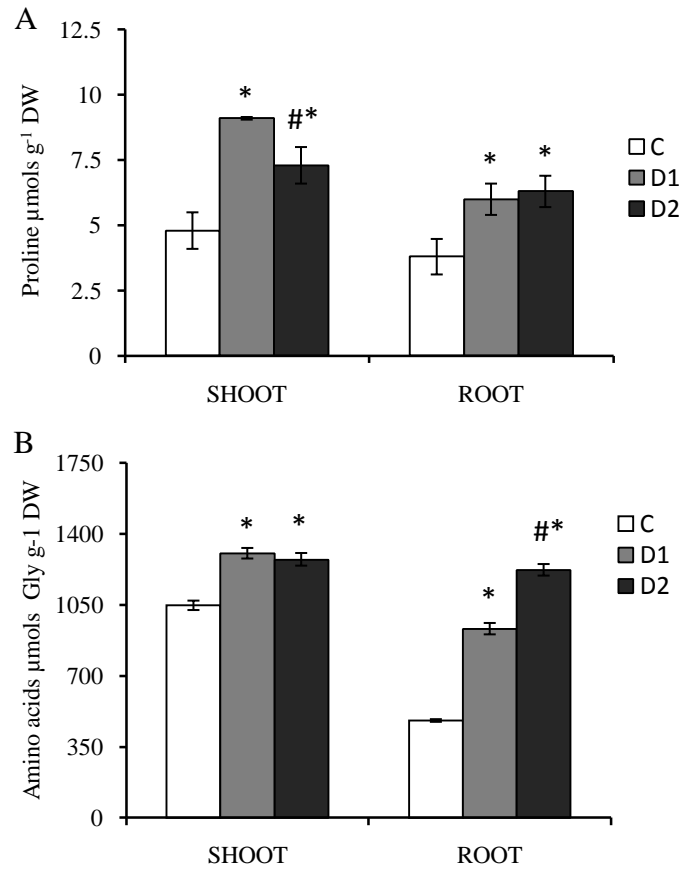 A
12.5
10
7.5
5
2.5
0
Proline µmols g⁻¹ DW
*
#*
*
*
C
D1
D2
SHOOT
ROOT
B
1750
1400
1050
700
350
0
Amino acids µmols Gly g-1 DW
*
*
*
#*
C
D1
D2
SHOOT
ROOT